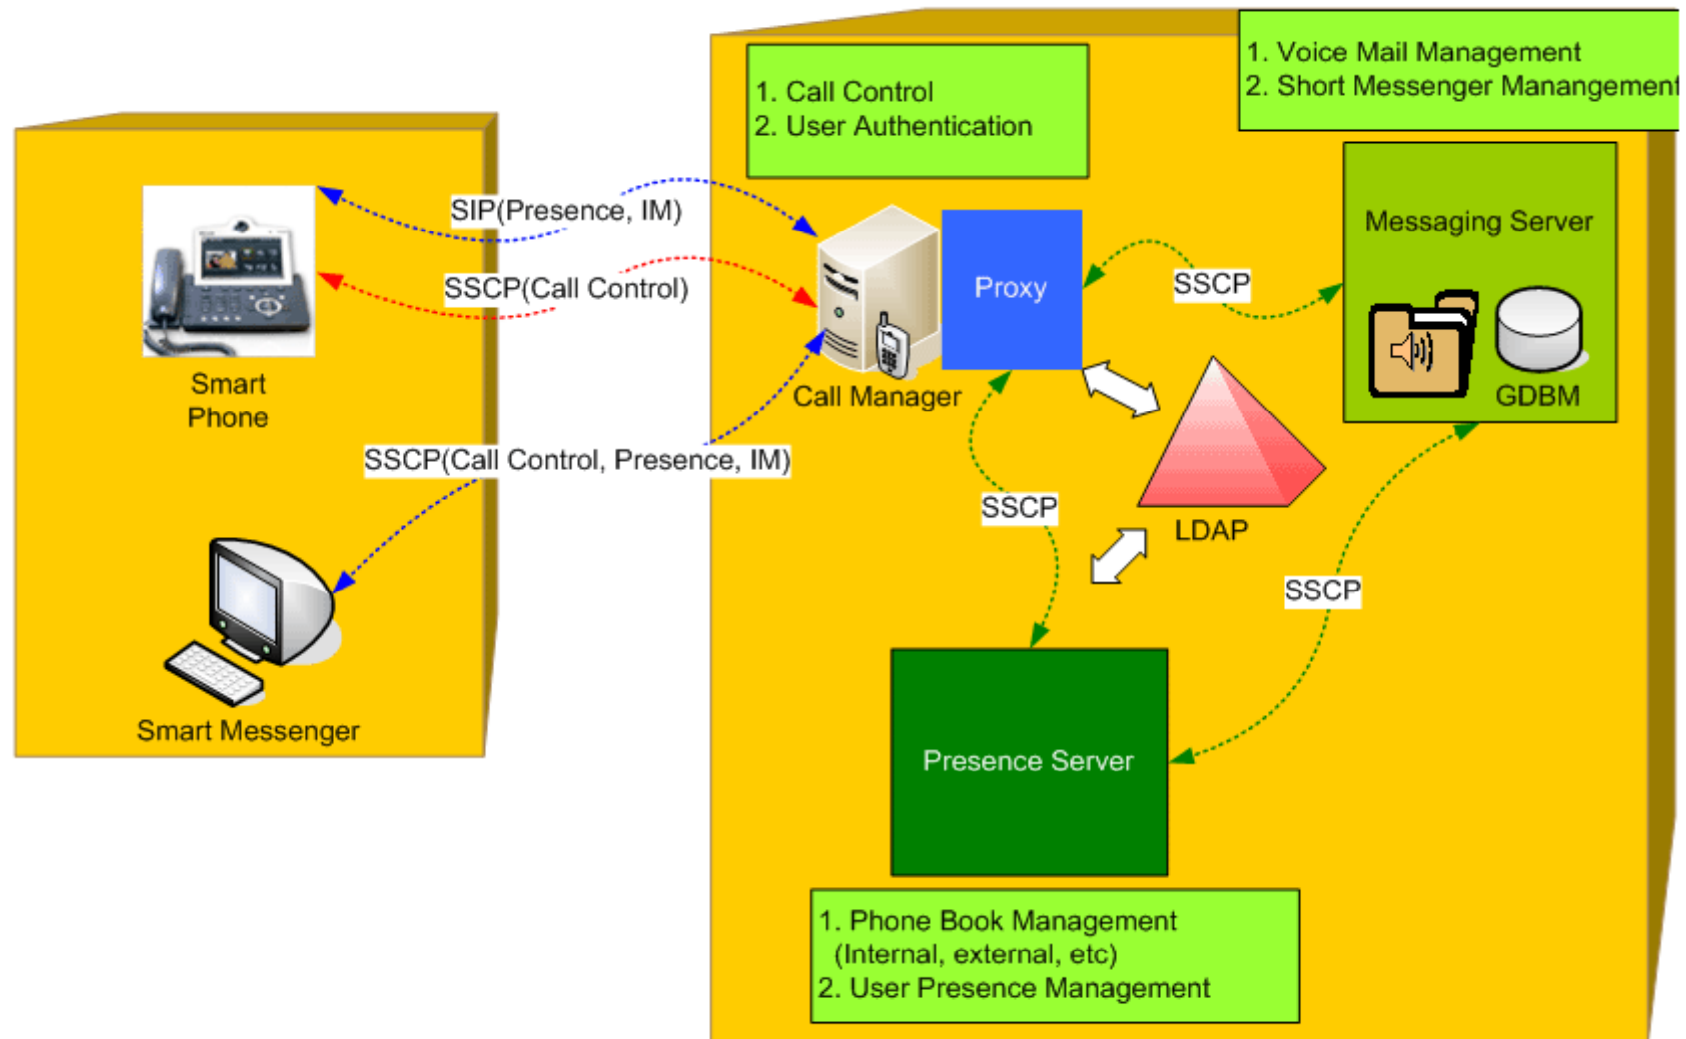 1. Call Control
2. User Authentication
1. Voice Mail Management
2. Short Messenger Manangement
SIP(Presence, IM)
SSCP(Call Control)
Smart
Phone
SSCP(Call Control, Presence, IM)
Smart Messenger
Call Manager
Proxy
SSCP
Messaging Server
GDBM
LDAP
SSCP
SSCP
Presence Server
1. Phone Book Management
(Internal, external, etc)
2. User Presence Management